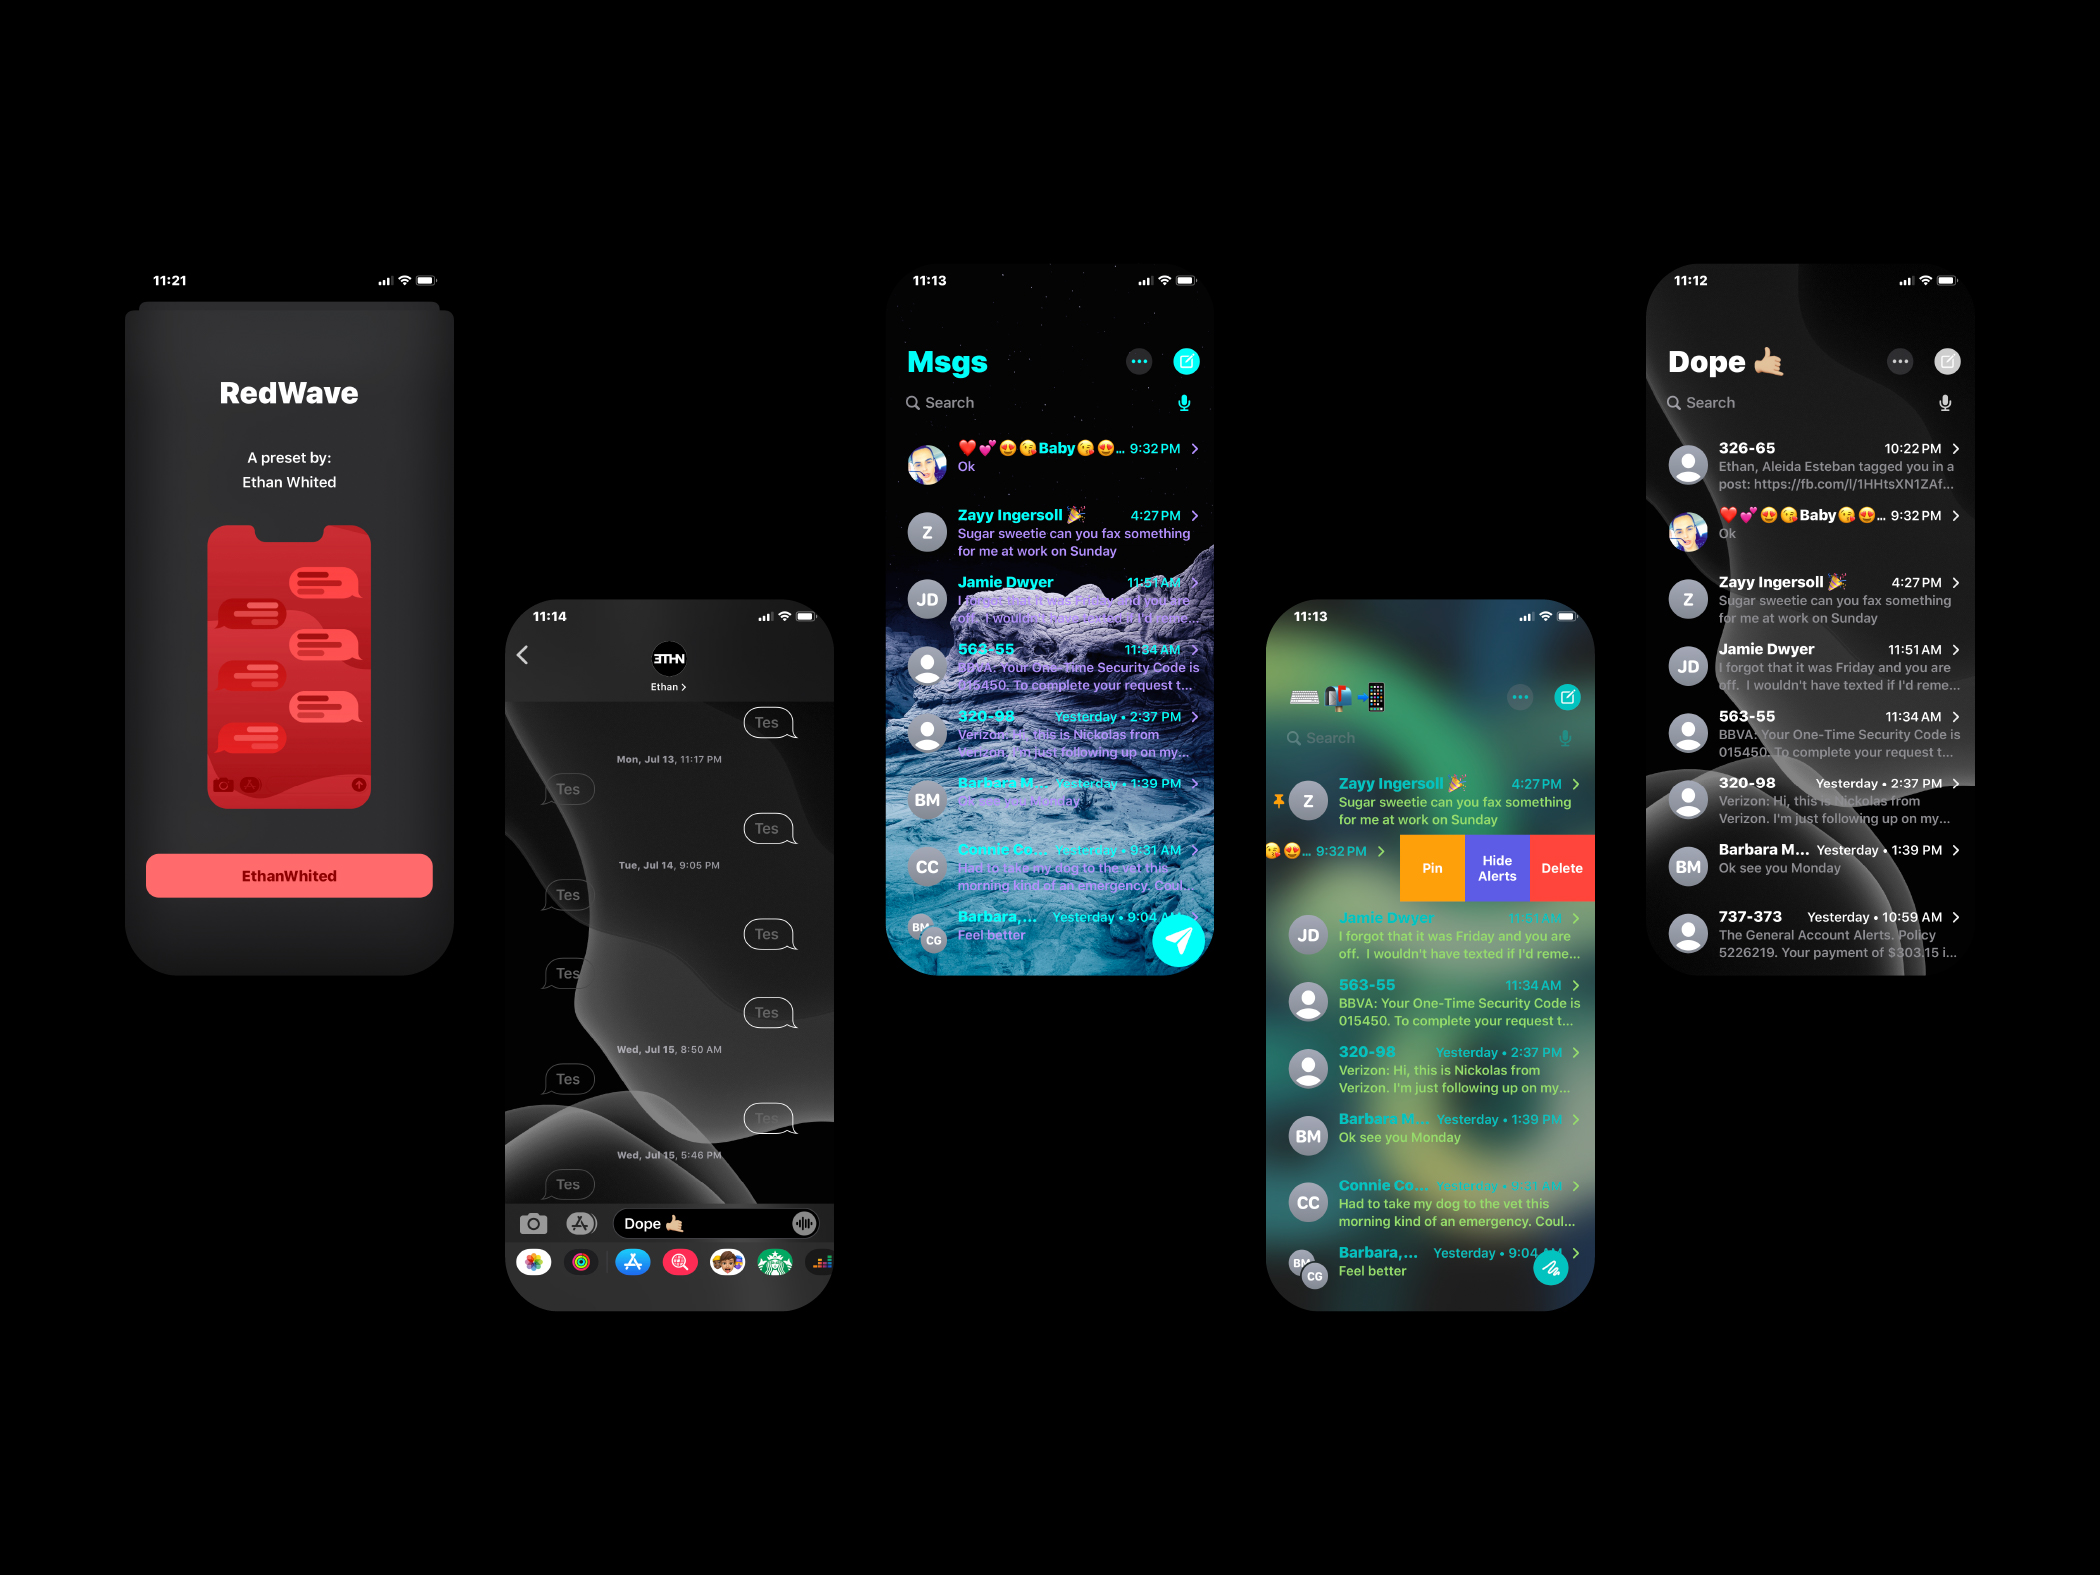 11:21
RedWave
A preset by:
Ethan Whited
EthanWhited
11:14
ƎTHN
Ethan >
Tes
Mon, Jul 13, 11:17 PM
Tes
Tes
Tue, Jul 14, 9:05 PM
Tes
Tes
Tes
Tes
Wed, Jul 15, 8:50 AM
Tes
Tes
Wed, Jul 15, 5:46 PM
Tes
Dope 🤙🏼
11:13
Msgs
Search
❤️💕😍😘Baby😘😍... 9:32 PM
Ok
Z
Zayy Ingersoll 🎉 4:27 PM
Sugar sweetie can you fax something
for me at work on Sunday
JD
Jamie Dwyer 11:51 AM
I forgot that it was Friday and you are
off. I wouldn't have texted if I'd reme...
563-55 11:34 AM
BBVA: Your One-Time Security Code is
015450. To complete your request t...
320-98 Yesterday • 2:37 PM
Verizon: Hi, this is Nickolas from
Verizon. I'm just following up on my...
BM
Barbara M... Yesterday • 1:39 PM
Ok see you Monday
CC
Connie Co... Yesterday • 9:31 AM
Had to take my dog to the vet this
morning kind of an emergency. Coul...
BM
CG
Barbara,... Yesterday • 9:04 AM
Feel better
11:13
⌨️📬📲
Search
Z
Zayy Ingersoll 🎉 4:27 PM
Sugar sweetie can you fax something
for me at work on Sunday
😘😍... 9:32 PM
Pin
Hide
Alerts
Delete
JD
Jamie Dwyer 11:51 AM
I forgot that it was Friday and you are
off. I wouldn't have texted if I'd reme...
563-55 11:34 AM
BBVA: Your One-Time Security Code is
015450. To complete your request t...
320-98 Yesterday • 2:37 PM
Verizon: Hi, this is Nickolas from
Verizon. I'm just following up on my...
BM
Barbara M... Yesterday • 1:39 PM
Ok see you Monday
CC
Connie Co... Yesterday • 9:31 AM
Had to take my dog to the vet this
morning kind of an emergency. Coul...
BM
CG
Barbara,... Yesterday • 9:04 AM
Feel better
11:12
Dope 🤙🏼
Search
326-65 10:22 PM
Ethan, Aleida Esteban tagged you in a
post: https://fb.com/l/1HHtsXN1ZAf...
❤️💕😍😘Baby😘😍... 9:32 PM
Ok
Z
Zayy Ingersoll 🎉 4:27 PM
Sugar sweetie can you fax something
for me at work on Sunday
JD
Jamie Dwyer 11:51 AM
I forgot that it was Friday and you are
off. I wouldn't have texted if I'd reme...
563-55 11:34 AM
BBVA: Your One-Time Security Code is
015450. To complete your request t...
320-98 Yesterday • 2:37 PM
Verizon: Hi, this is Nickolas from
Verizon. I'm just following up on my...
BM
Barbara M... Yesterday • 1:39 PM
Ok see you Monday
737-373 Yesterday • 10:59 AM
The General Account Alerts. Policy
5226219. Your payment of $303.15 i...